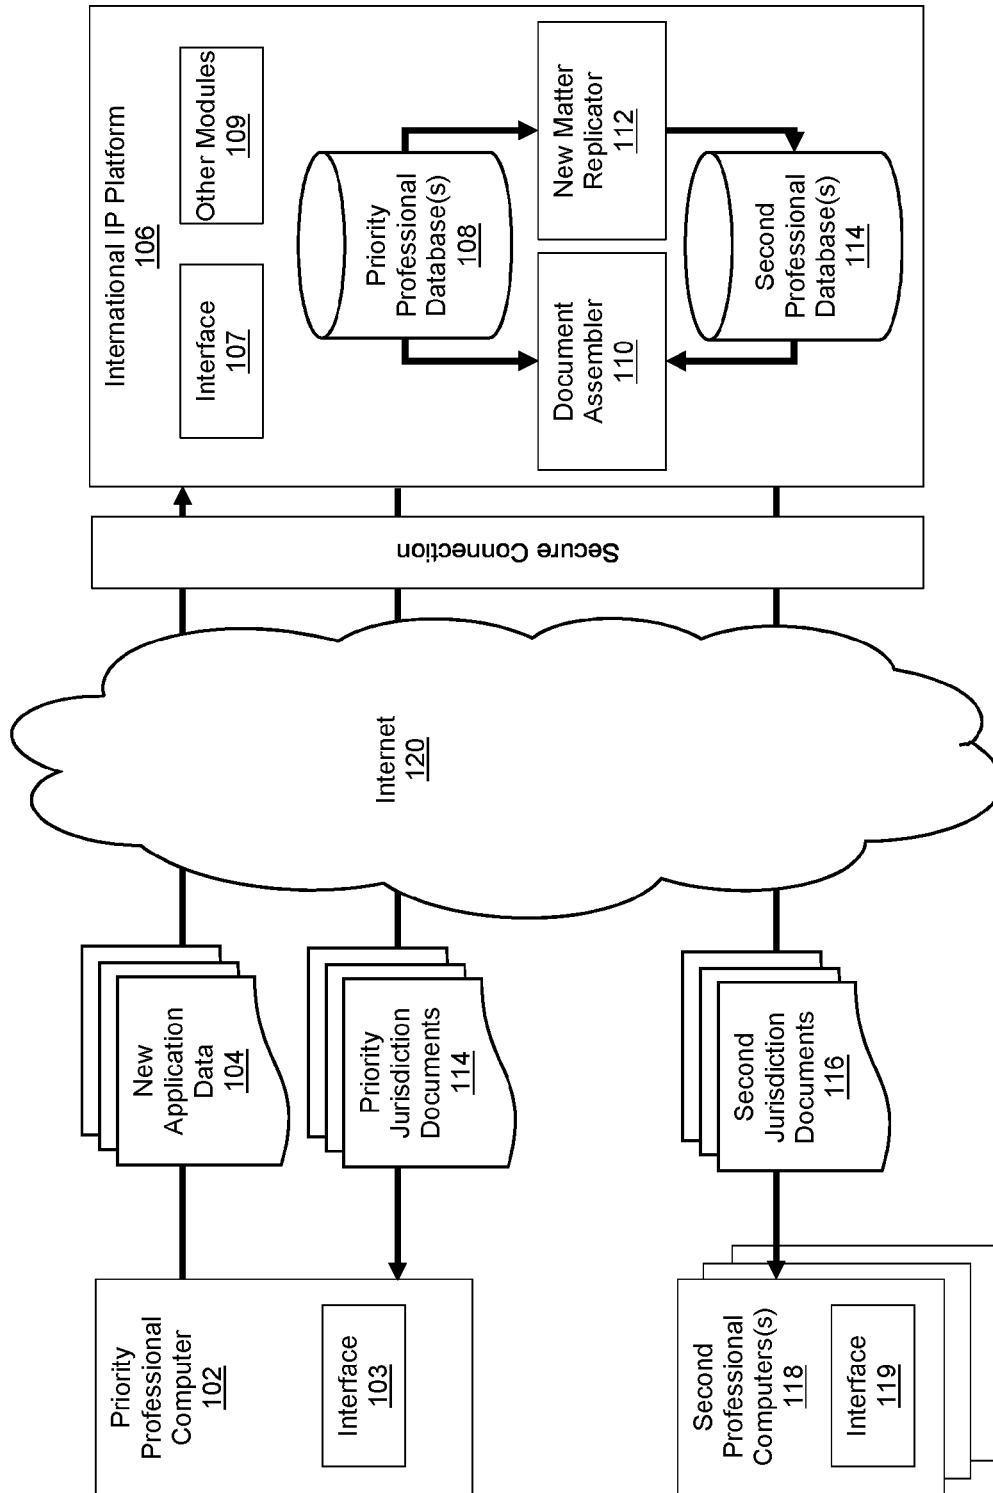 Priority
Professional
Computer
102
Interface
103
New
Application
Data
104
Priority
Jurisdiction
Documents
114
Second
Professional
Computers(s)
118
Interface
119
Second
Jurisdiction
Documents
116
Internet
120
Secure Connection
International IP Platform
106
Interface
107
Other Modules
109
Priority
Professional
Database(s)
108
Document
Assembler
110
New Matter
Replicator
112
Second
Professional
Database(s)
114